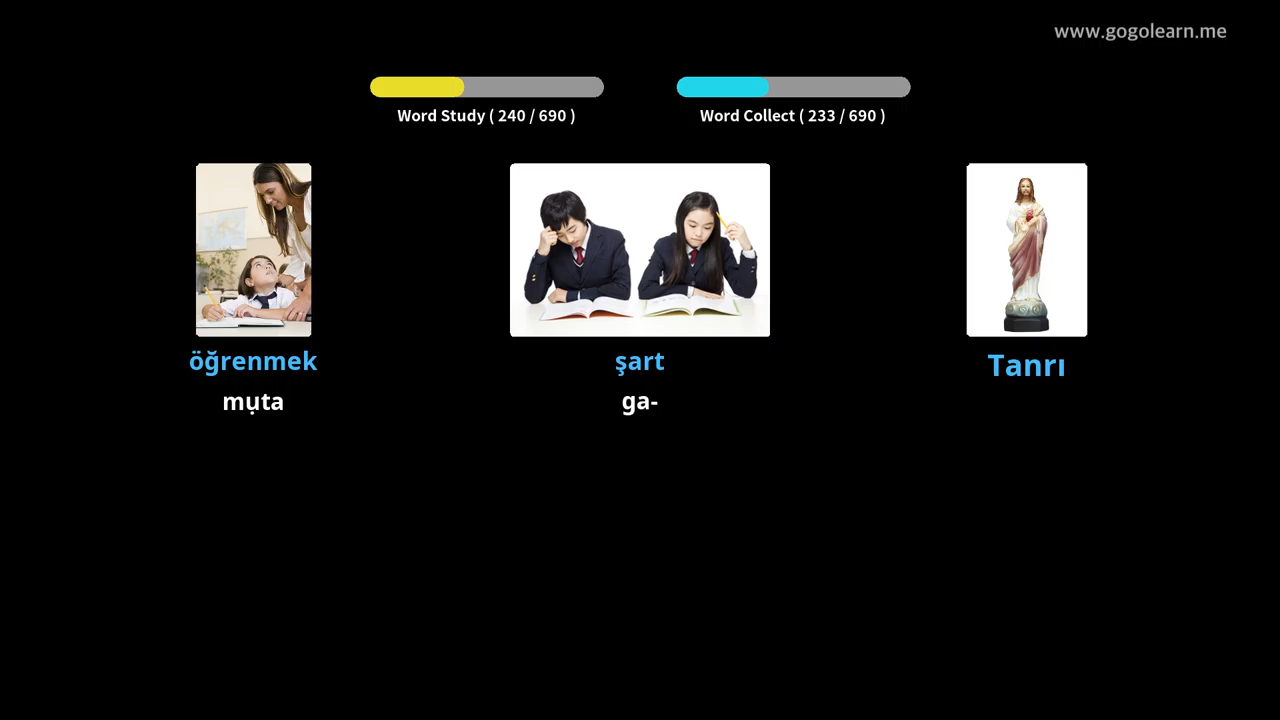 www.gogolearn.me
Word Study ( 240 / 690 )
Word Collect ( 233 / 690 )
öğrenmek
şart
Tanrı
mụta
ga-